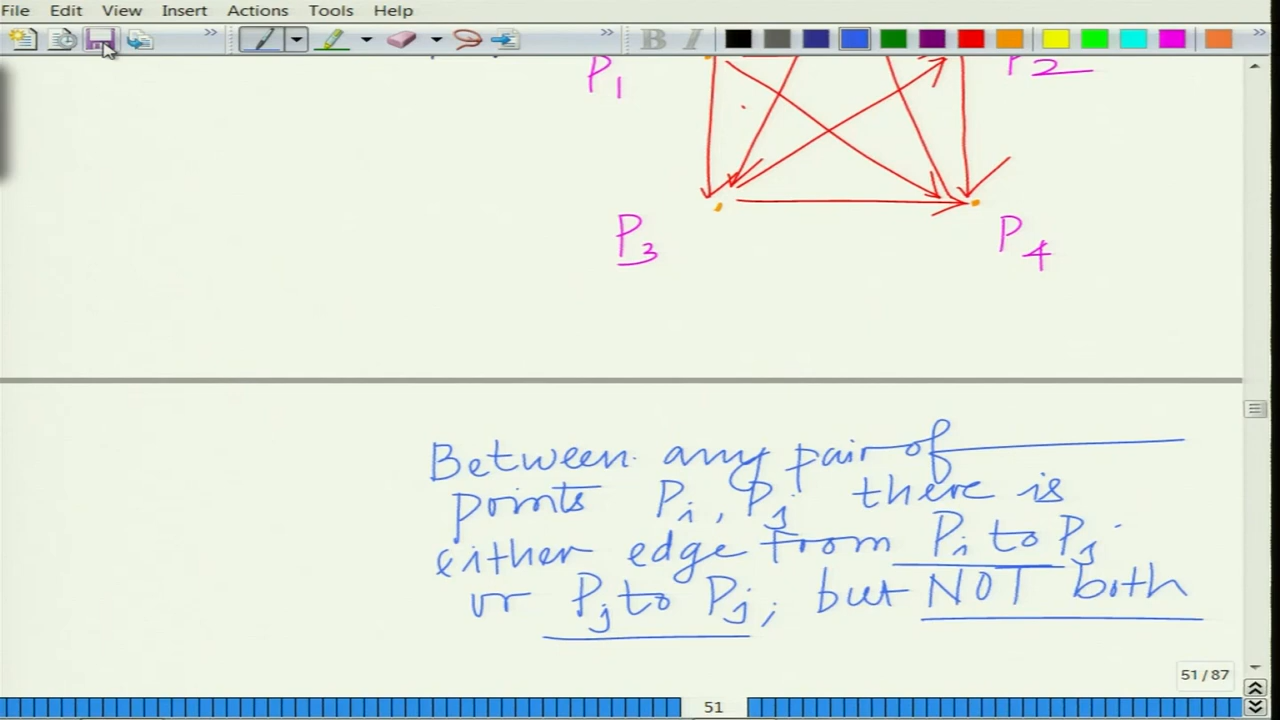 File Edit View Insert Actions Tools Help
B I
P1 P2
P3 P4
Between any pair of
points Pi, Pj there is
either edge from Pi to Pj
or Pj to Pj, but NOT both
51 / 87
51